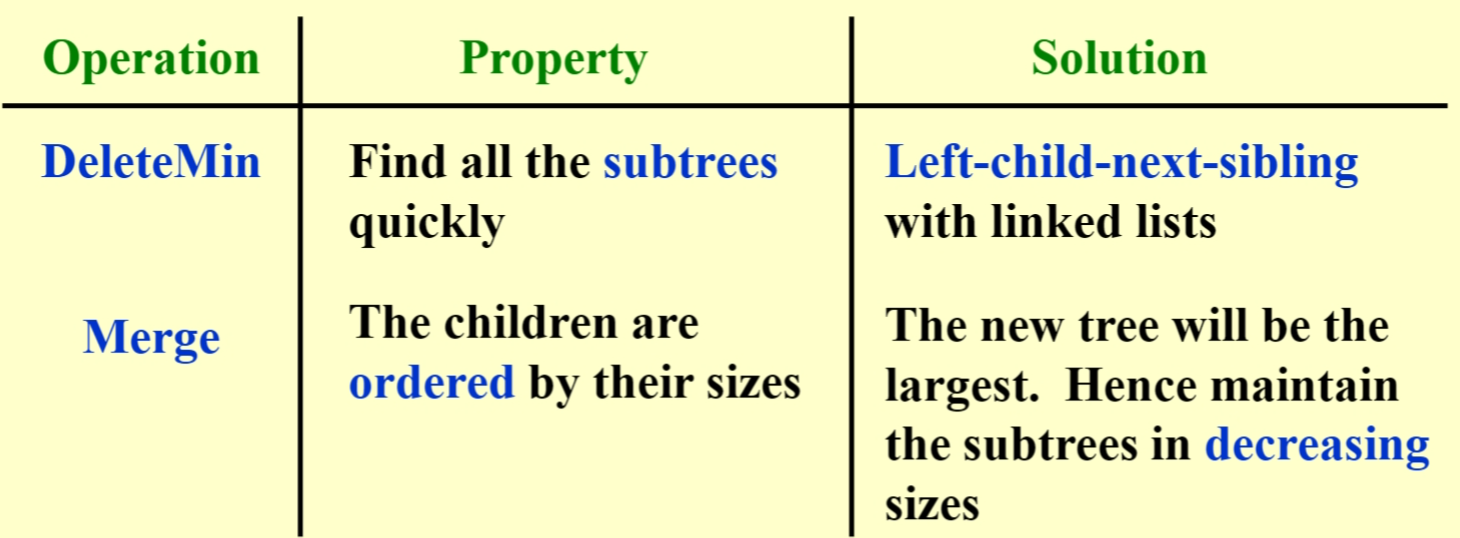 Operation
Property
Solution
DeleteMin
Find all the subtrees
quickly
Left-child-next-sibling
with linked lists
Merge
The children are
ordered by their sizes
The new tree will be the
largest.  Hence maintain
the subtrees in decreasing
sizes